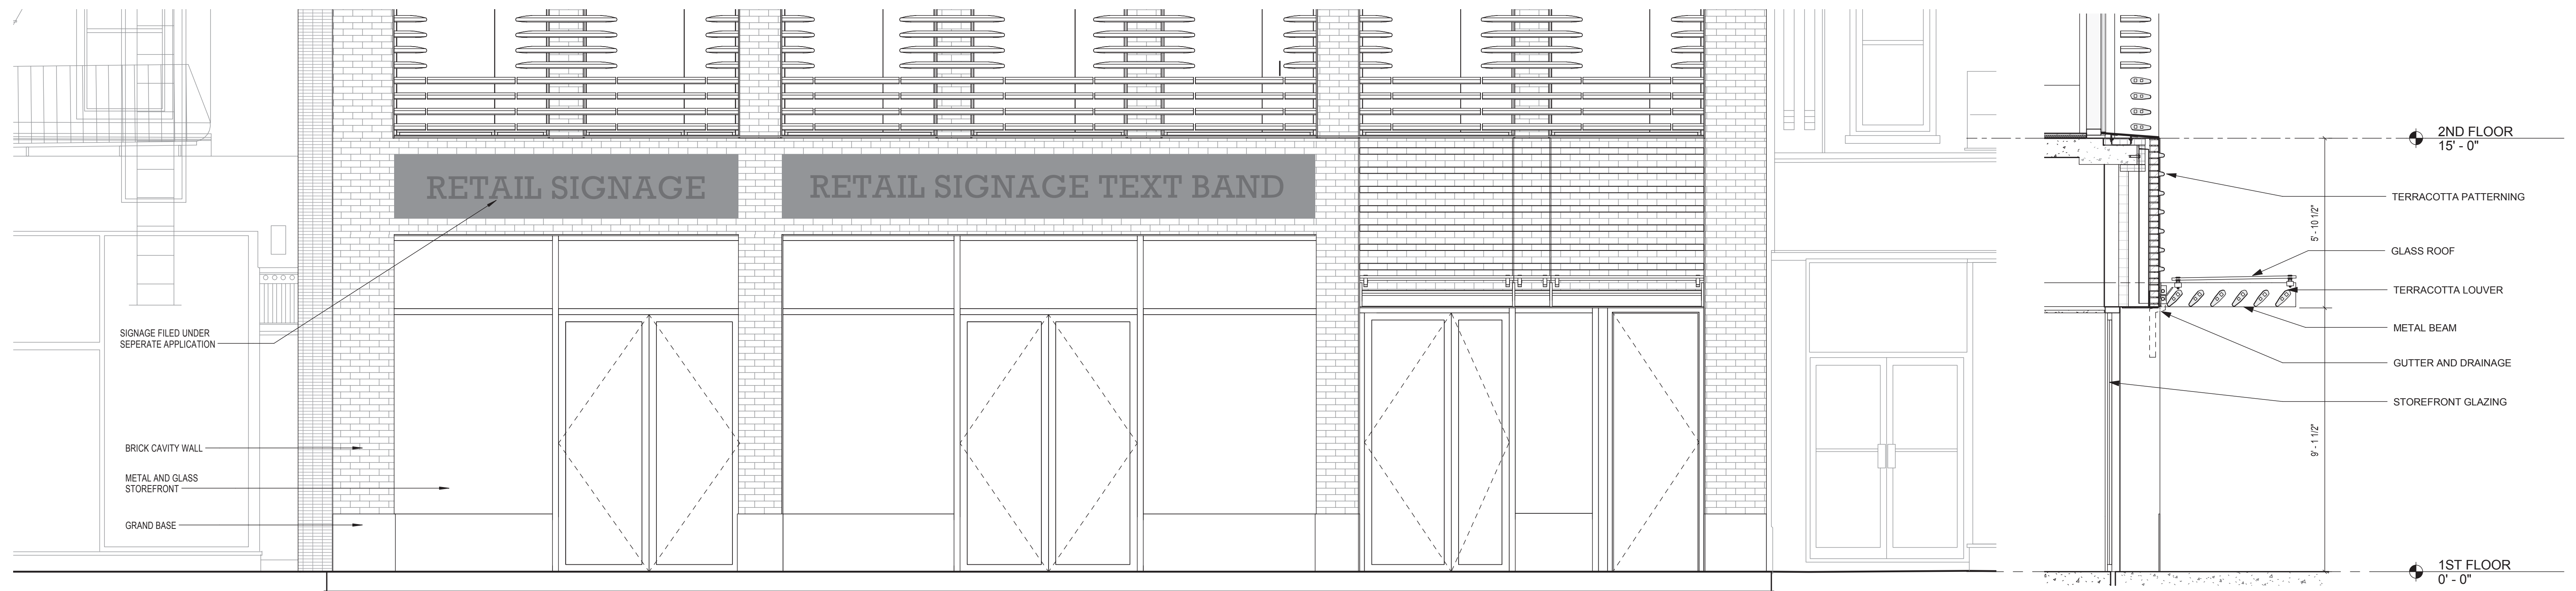 RETAIL SIGNAGE
RETAIL SIGNAGE TEXT BAND
SIGNAGE FILED UNDER
SEPERATE APPLICATION
BRICK CAVITY WALL
METAL AND GLASS
STOREFRONT
GRAND BASE
2ND FLOOR
15' - 0"
TERRACOTTA PATTERNING
5' - 10 1/2"
GLASS ROOF
TERRACOTTA LOUVER
METAL BEAM
GUTTER AND DRAINAGE
STOREFRONT GLAZING
9' - 1 1/2"
1ST FLOOR
0' - 0"